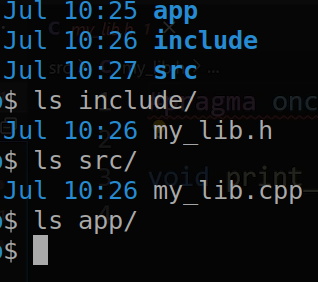 Jul 10:25 app
Jul 10:26 include
Jul 10:27 src
$ ls include/
Jul 10:26 my_lib.h
$ ls src/
Jul 10:26 my_lib.cpp
$ ls app/
$